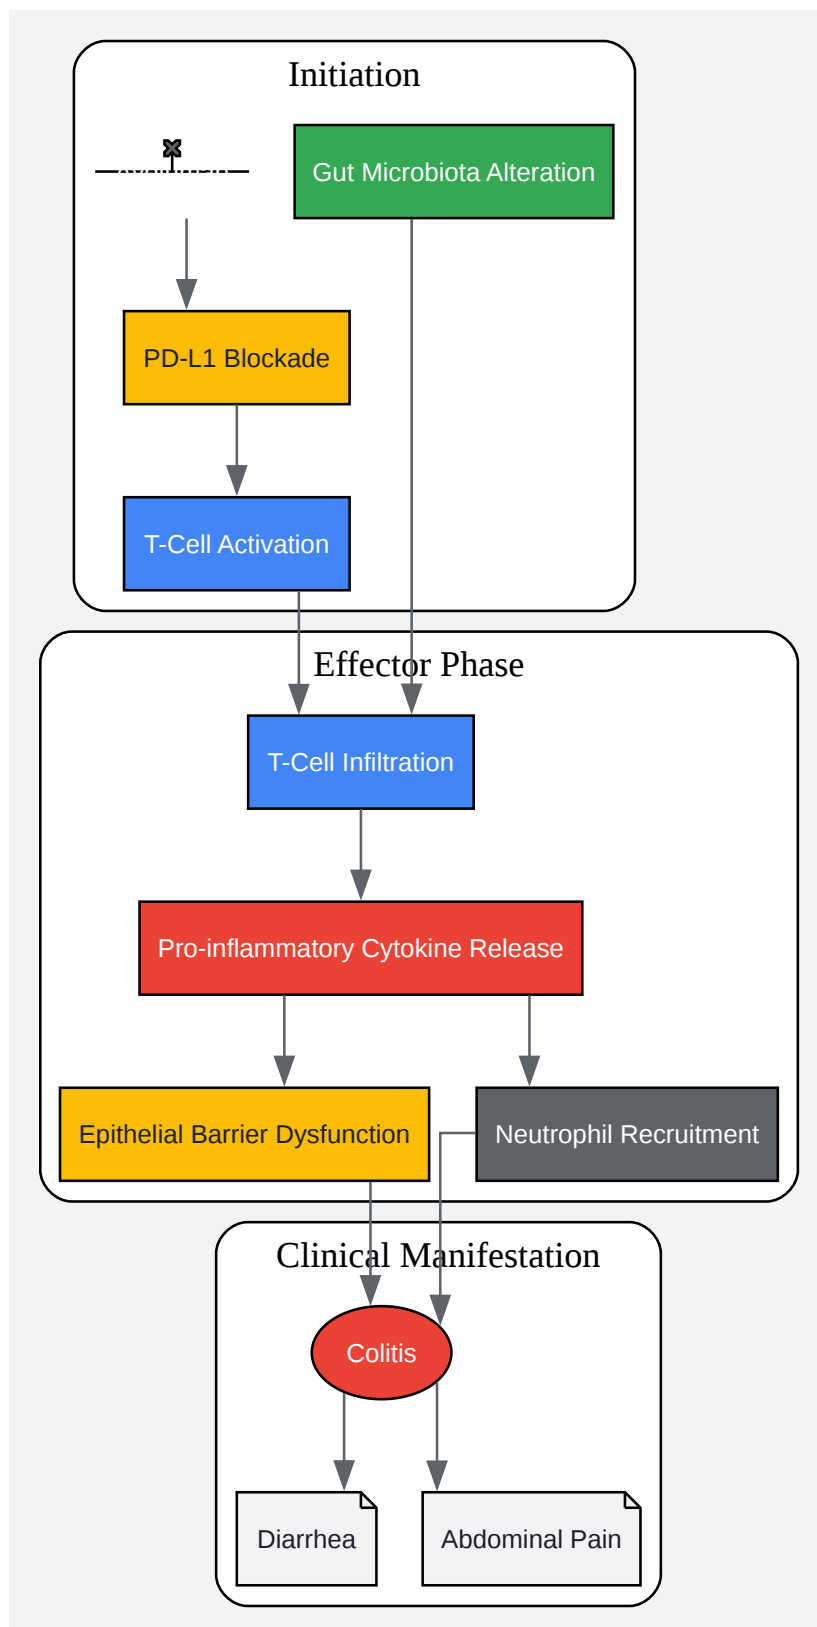 Initiation
Gut Microbiota Alteration
PD-L1 Blockade
T-Cell Activation
Effector Phase
T-Cell Infiltration
Pro-inflammatory Cytokine Release
Epithelial Barrier Dysfunction
Neutrophil Recruitment
Clinical Manifestation
Colitis
Diarrhea
Abdominal Pain